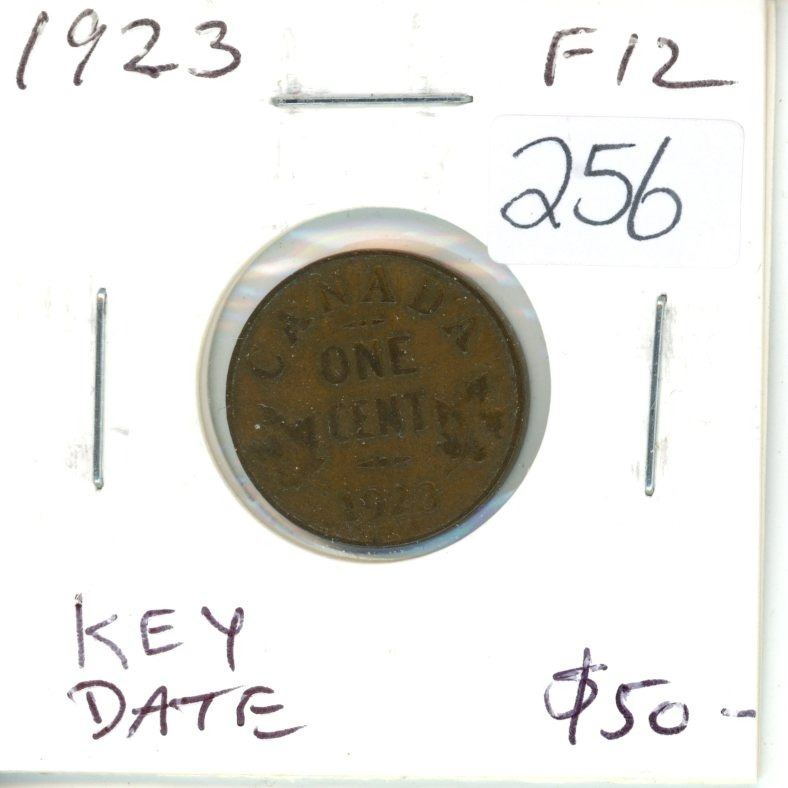 1923
F12
256
CANADA
ONE
CENT
1923
KEY
DATE
$50-